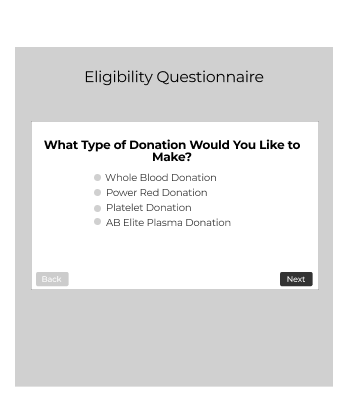 Eligibility Questionnaire
What Type of Donation Would You Like to
Make?
Whole Blood Donation
Power Red Donation
Platelet Donation
AB Elite Plasma Donation
Back
Next